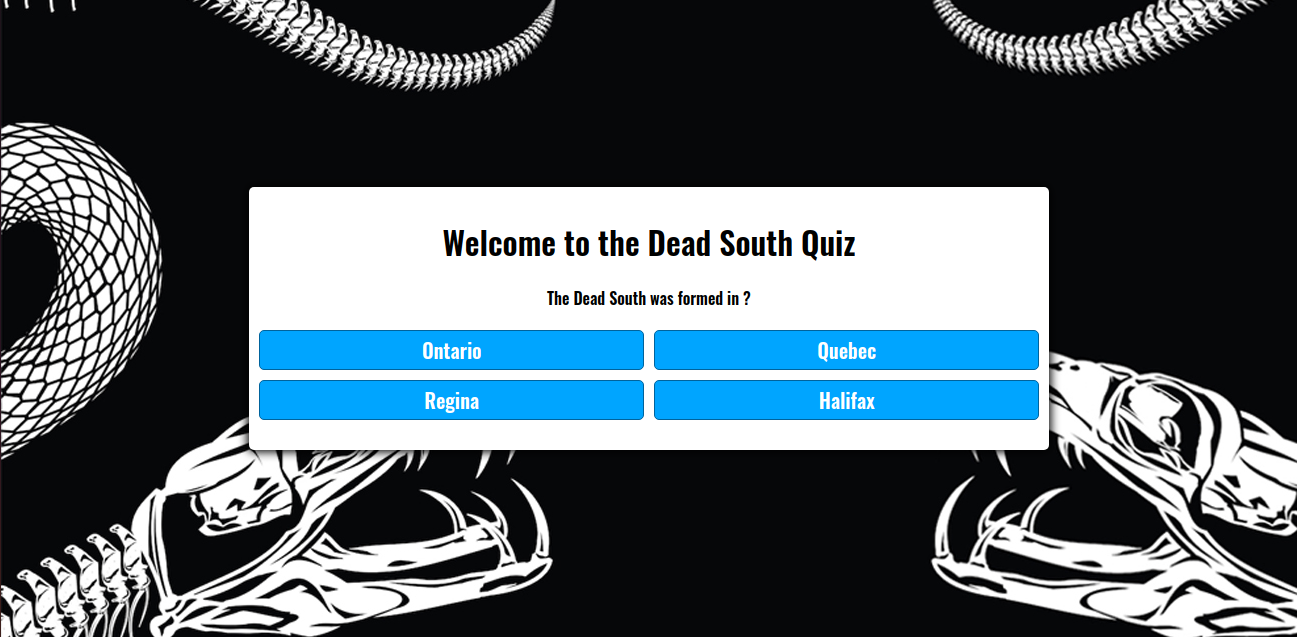 Welcome to the Dead South Quiz
The Dead South was formed in ?
Ontario
Quebec
Regina
Halifax